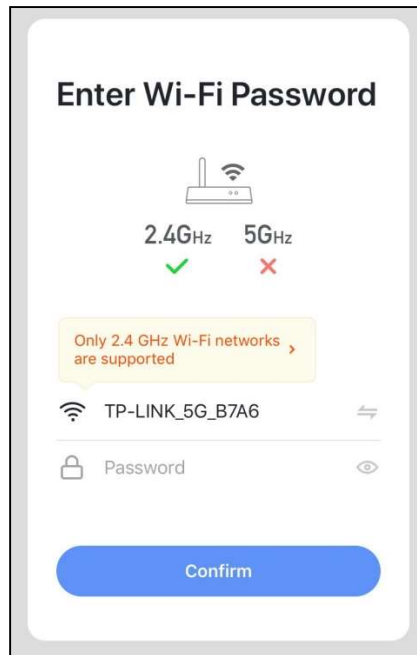 Enter Wi-Fi Password
2.4GHz 5GHz
Only 2.4 GHz Wi-Fi networks
are supported
TP-LINK_5G_B7A6
Password
Confirm